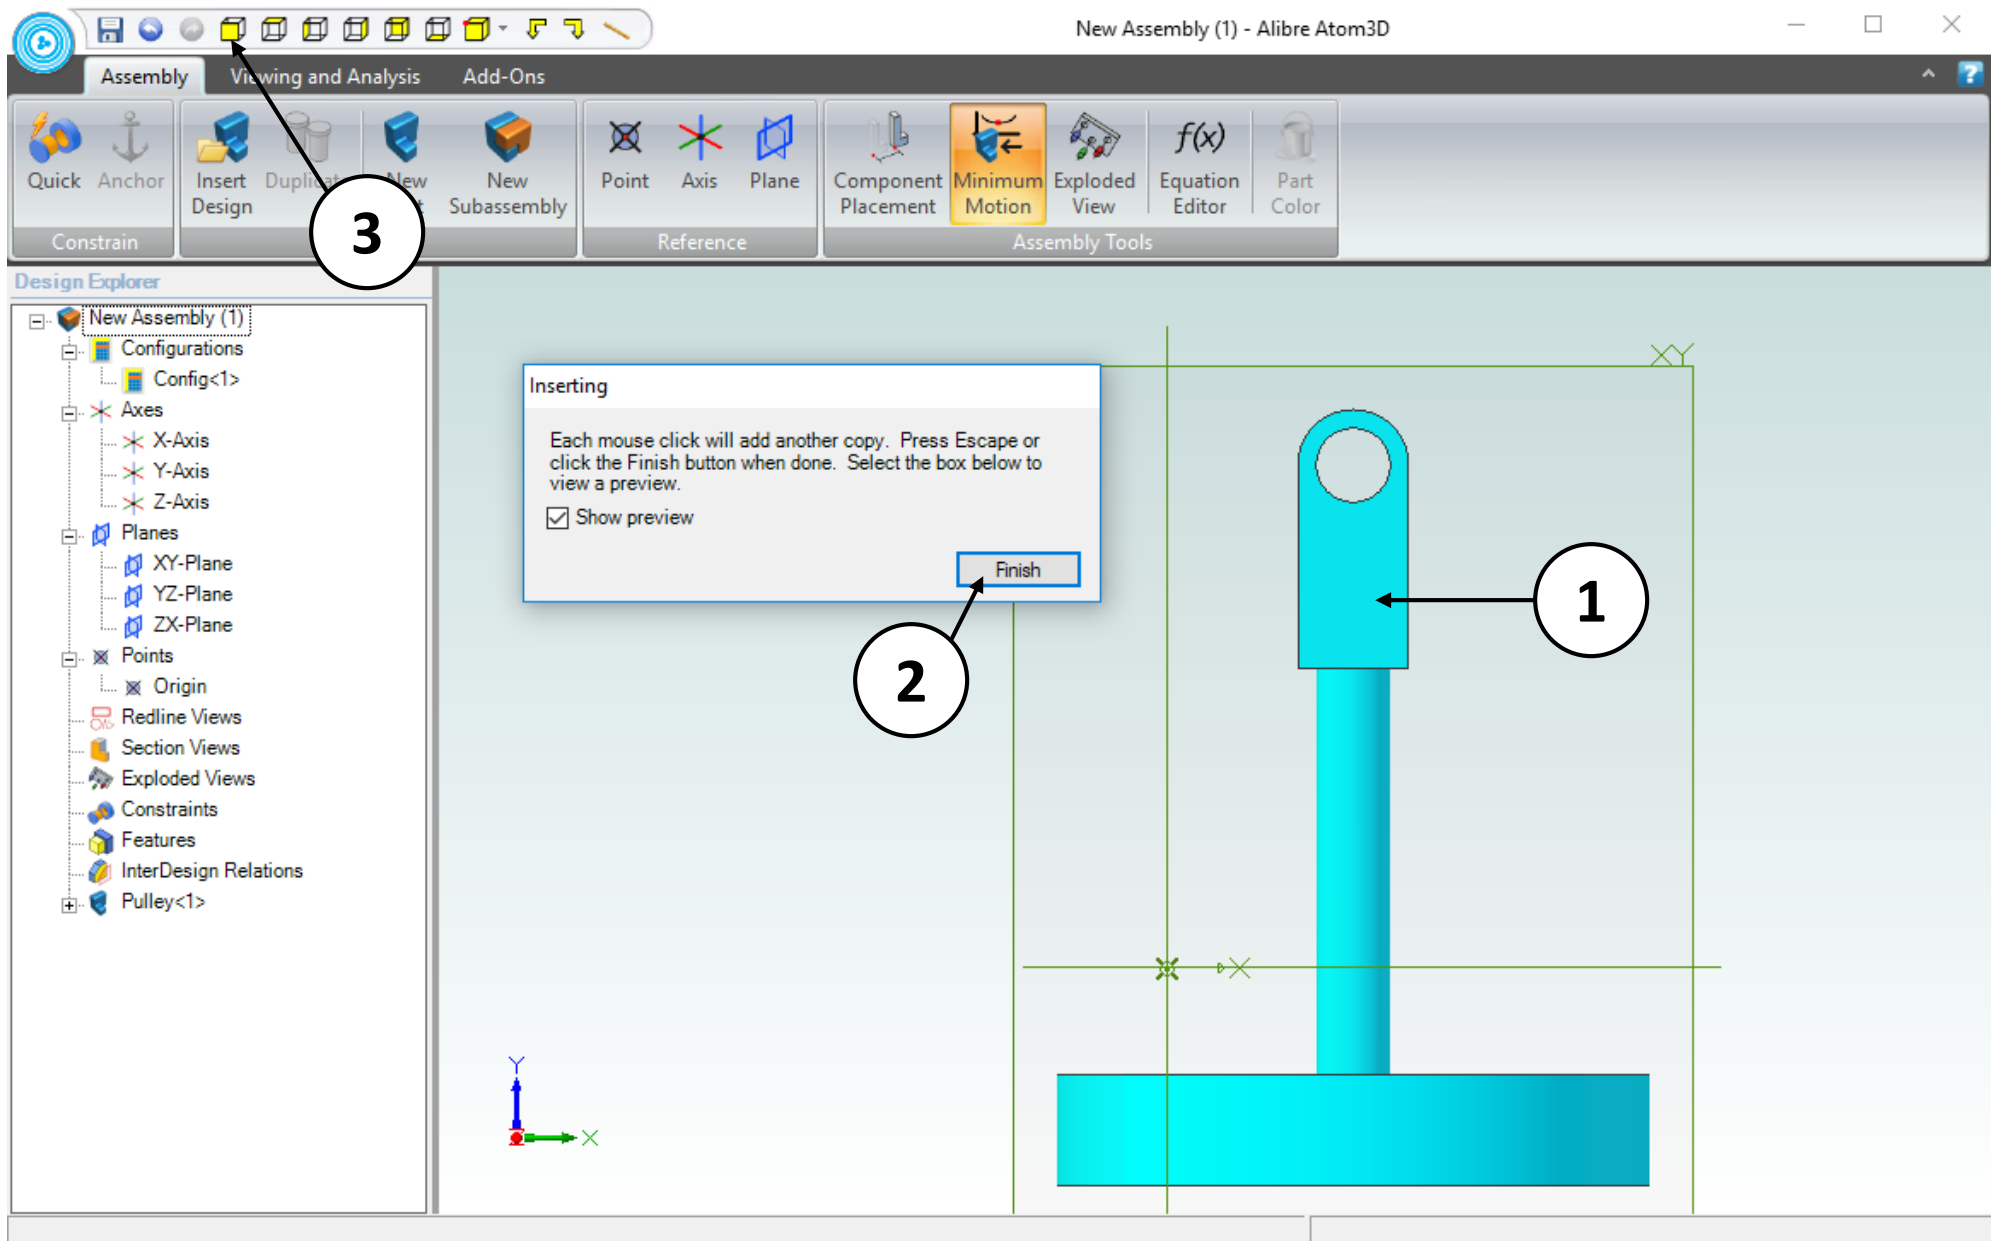 New Assembly (1) - Alibre Atom3D
Assembly Viewing and Analysis Add-Ons
Quick Anchor Insert Design Duplicate New New Subassembly Point Axis Plane Component Placement Minimum Motion Exploded View f(x) Equation Editor Part Color
Constrain Reference Assembly Tools
3
Design Explorer
New Assembly (1)
Configurations
Config<1>
Axes
X-Axis
Y-Axis
Z-Axis
Planes
XY-Plane
YZ-Plane
ZX-Plane
Points
Origin
Redline Views
Section Views
Exploded Views
Constraints
Features
InterDesign Relations
Pulley<1>
Inserting
Each mouse click will add another copy. Press Escape or
click the Finish button when done. Select the box below to
view a preview.
Show preview
Finish
XY
1
2
X
Y
X